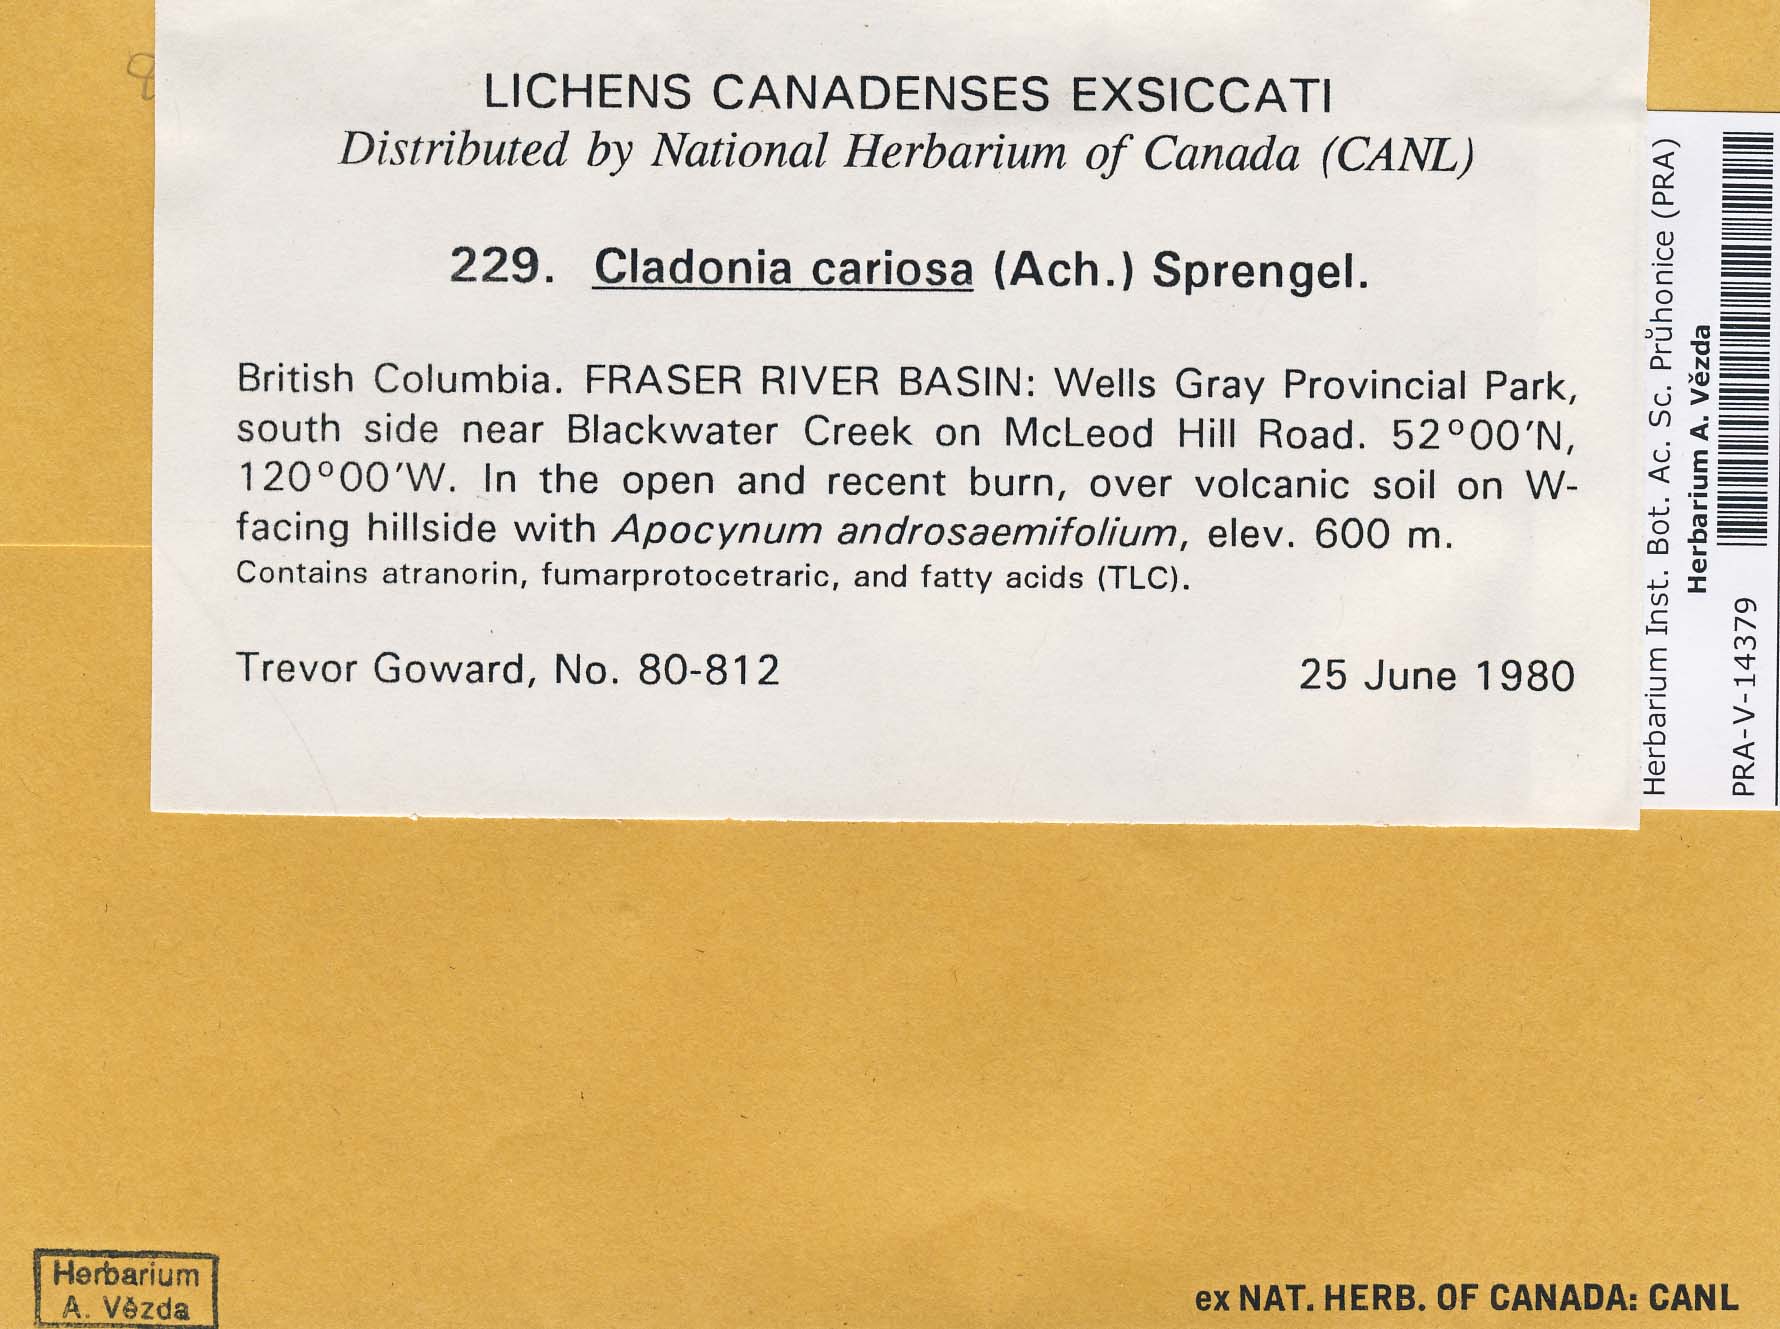 LICHENS CANADENSES EXSICCATI
Distributed by National Herbarium of Canada (CANL)
229. Cladonia cariosa (Ach.) Sprengel.
British Columbia. FRASER RIVER BASIN: Wells Gray Provincial Park,
south side near Blackwater Creek on McLeod Hill Road. 52°00'N,
120°00'W. In the open and recent burn, over volcanic soil on W-
facing hillside with Apocynum androsaemifolium, elev. 600 m.
Contains atranorin, fumarprotocetraric, and fatty acids (TLC).
Trevor Goward, No. 80-812
25 June 1980
Herbarium Inst. Bot. Ac. Sc. Průhonice (PRA)
Herbarium A. Vězda
PRA-V-14379
Herbarium
A. Vězda
ex NAT. HERB. OF CANADA: CANL